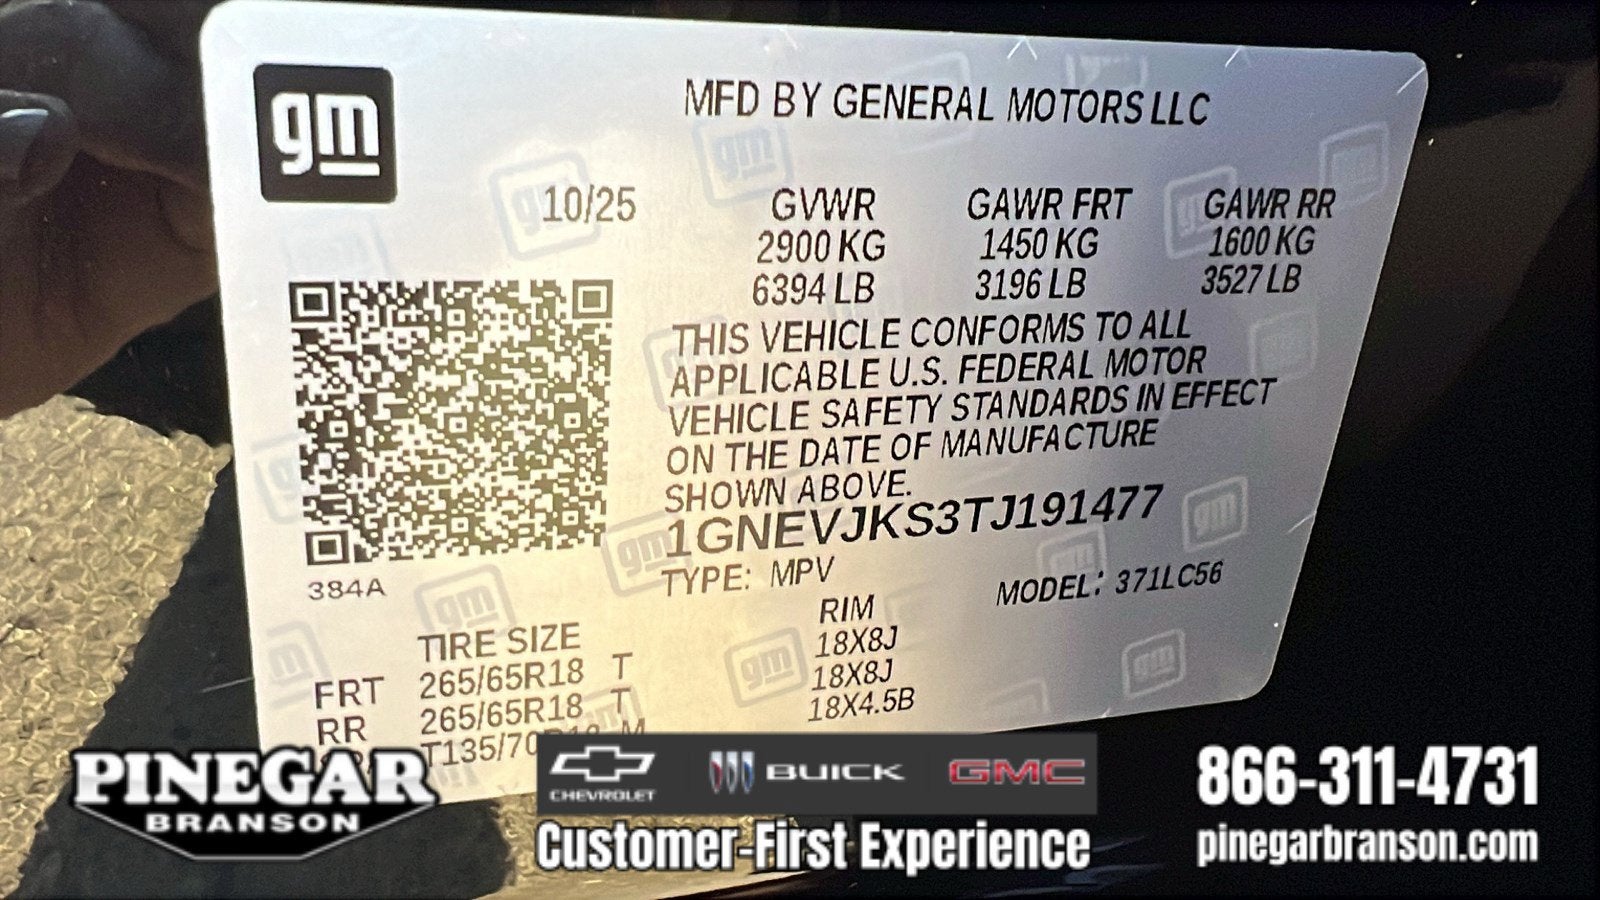 gm
MFD BY GENERAL MOTORS LLC
10/25
GVWR GAWR FRT GAWR RR
2900 KG 1450 KG 1600 KG
6394 LB 3196 LB 3527 LB
THIS VEHICLE CONFORMS TO ALL
APPLICABLE U.S. FEDERAL MOTOR
VEHICLE SAFETY STANDARDS IN EFFECT
ON THE DATE OF MANUFACTURE
SHOWN ABOVE.
1GNEVJKS3TJ191477
384A
TYPE: MPV MODEL: 371LC56
TIRE SIZE RIM
FRT 265/65R18 T 18X8J
RR 265/65R18 T 18X8J
T135/70R18 M 18X4.5B
PINEGAR
BRANSON
CHEVROLET BUICK GMC
Customer-First Experience
866-311-4731
pinegarbranson.com